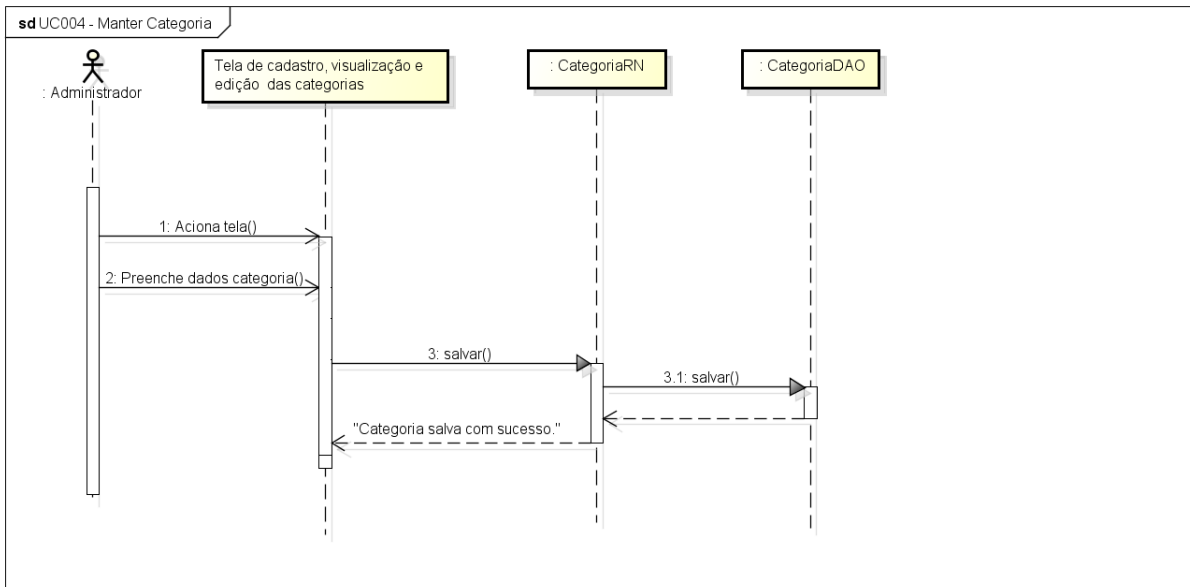 sd UC004 - Manter Categoria
: Administrador
Tela de cadastro, visualização e
edição das categorias
: CategoriaRN
: CategoriaDAO
1: Aciona tela()
2: Preenche dados categoria()
3: salvar()
3.1: salvar()
"Categoria salva com sucesso."